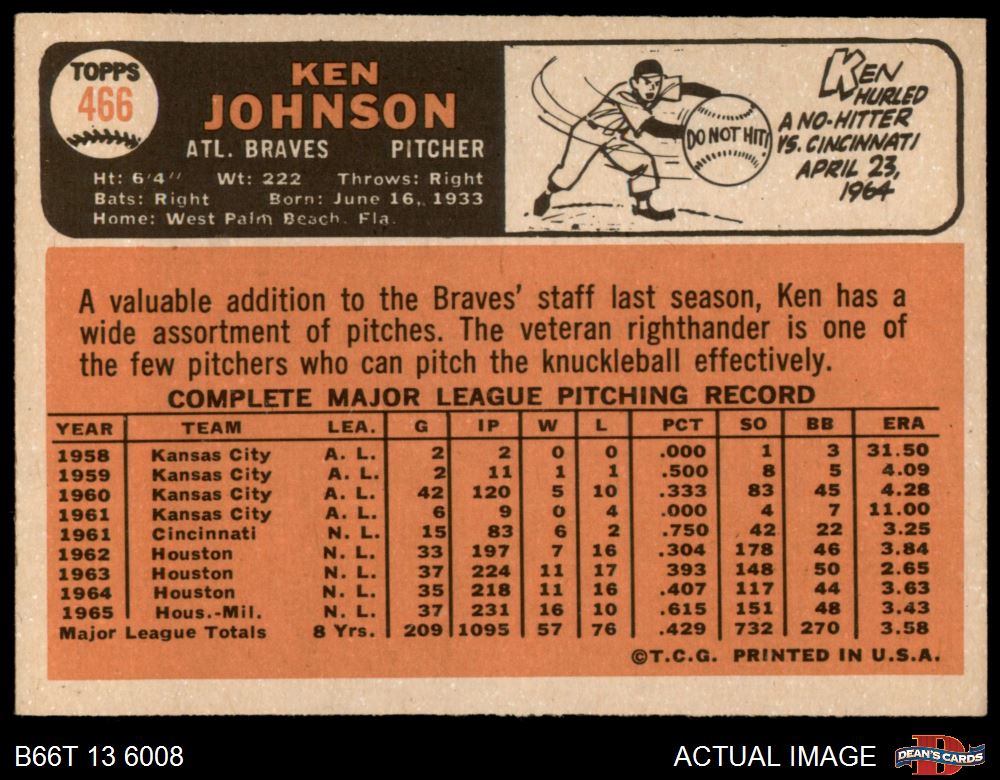 TOPPS
466
KEN
JOHNSON
ATL. BRAVES PITCHER
Ht: 6'4" Wt: 222 Throws: Right
Bats: Right Born: June 16, 1933
Home: West Palm Beach, Fla.
DO NOT HIT!
KEN
HURLED
A NO-HITTER
VS. CINCINNATI
APRIL 23,
1964
A valuable addition to the Braves' staff last season, Ken has a
wide assortment of pitches. The veteran righthander is one of
the few pitchers who can pitch the knuckleball effectively.
COMPLETE MAJOR LEAGUE PITCHING RECORD
YEAR TEAM LEA. G IP W L PCT SO BB ERA
1958 Kansas City A. L. 2 2 0 0 .000 1 3 31.50
1959 Kansas City A. L. 2 11 1 1 .500 8 5 4.09
1960 Kansas City A. L. 42 120 5 10 .333 83 45 4.28
1961 Kansas City A. L. 6 9 0 4 .000 4 7 11.00
1961 Cincinnati N. L. 15 83 6 2 .750 42 22 3.25
1962 Houston N. L. 33 197 7 16 .304 178 46 3.84
1963 Houston N. L. 37 224 11 17 393 148 50 2.65
1964 Houston N. L. 35 218 11 16 .407 117 44 3.63
1965 Hous.-Mil. N. L. 37 231 16 10 .615 151 48 3.43
Major League Totals 8 Yrs. 209 1095 57 76 .429 732 270 3.58
©T.C.G. PRINTED IN U.S.A.
B66T 13 6008
ACTUAL IMAGE
DEAN'S CARDS